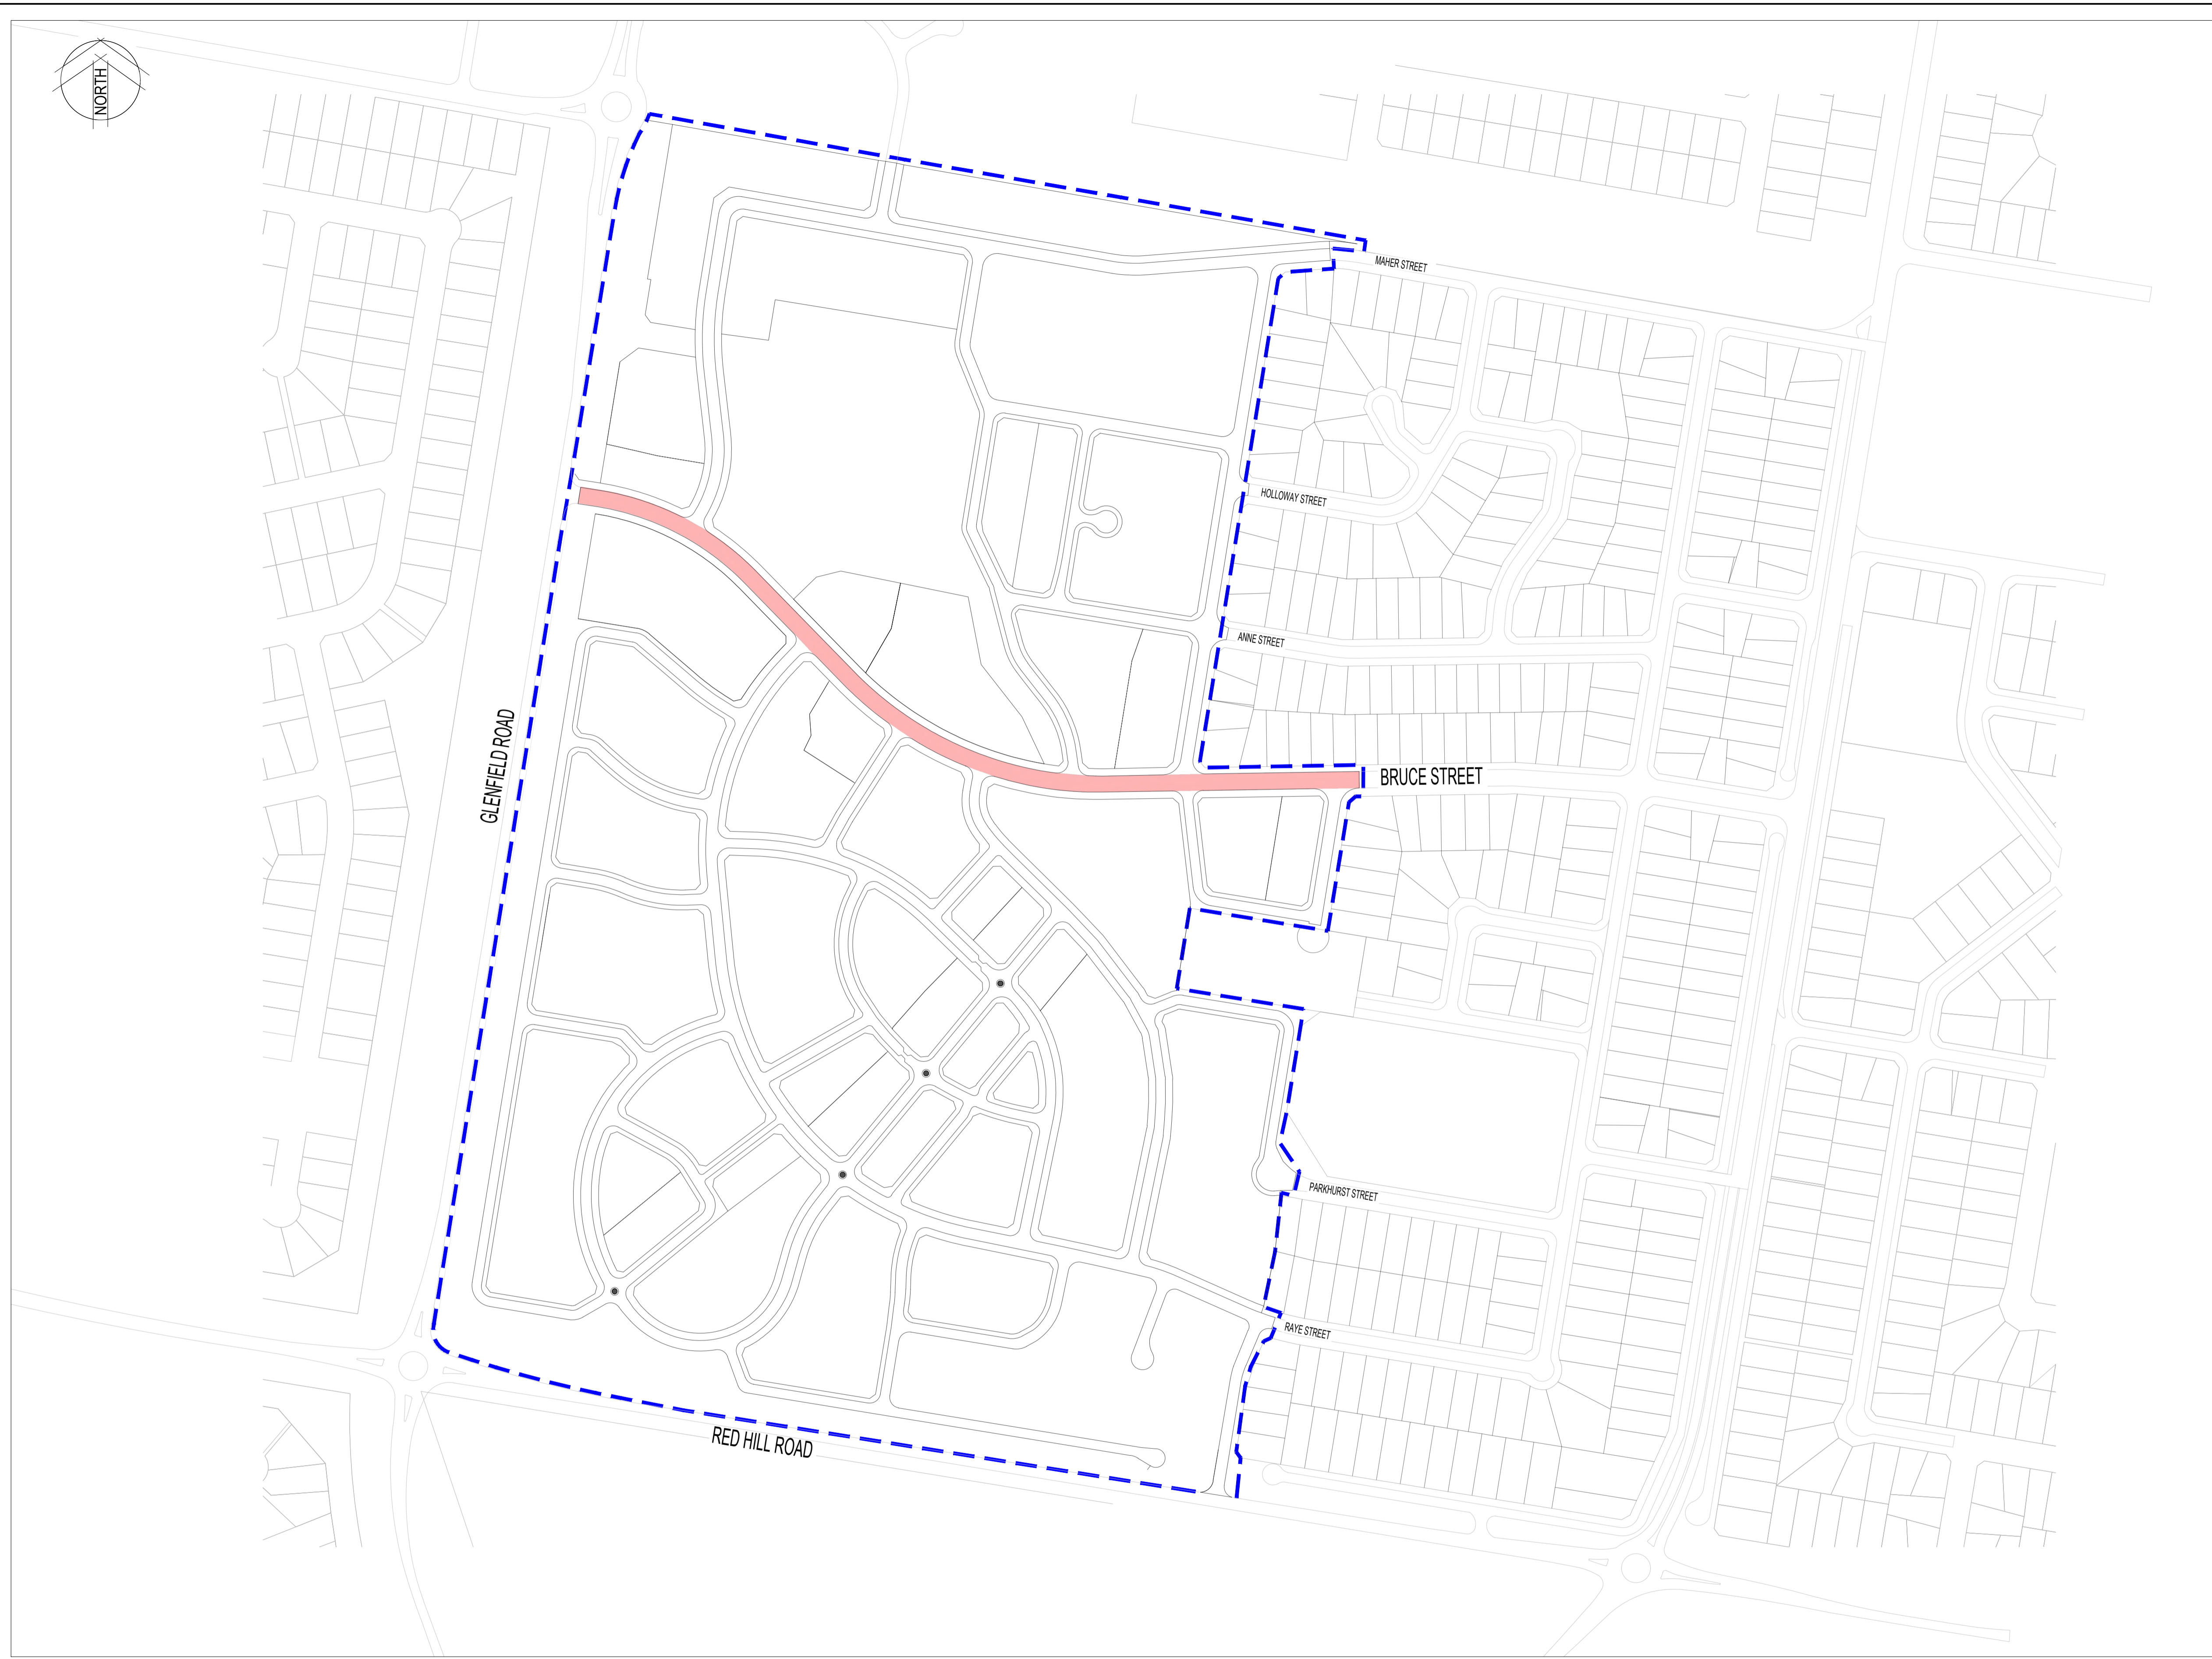 NORTH
MAHER STREET
HOLLOWAY STREET
ANNE STREET
GLENFIELD ROAD
BRUCE STREET
PARKHURST STREET
RAYE STREET
RED HILL ROAD